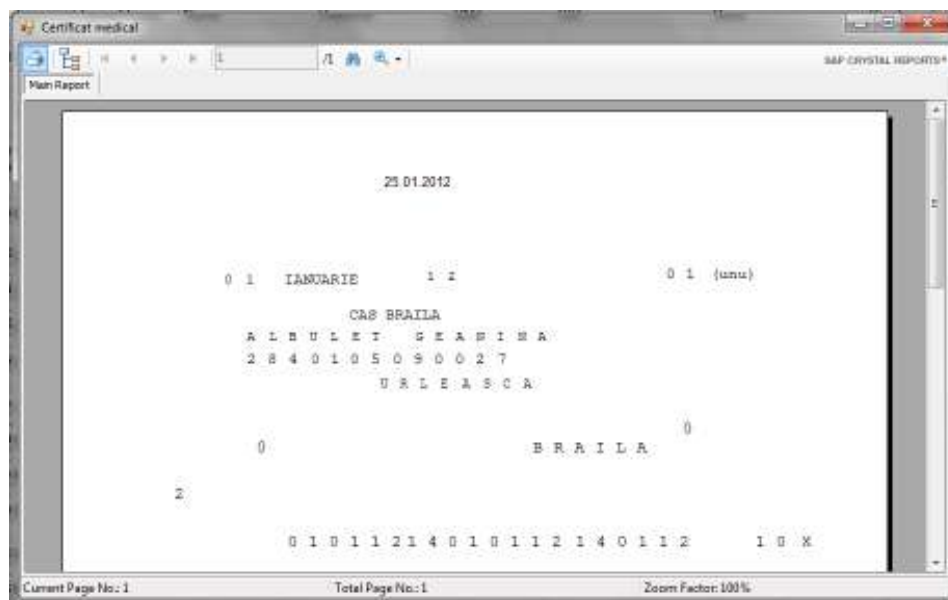 Certificat medical
1 /1 SAP CRYSTAL REPORTS®
Main Report
25.01.2012
0 1 IANUARIE 1 2 0 1 (unu)
CAS BRAILA
A L B U L E T G E A N I N A
2 8 4 0 1 0 5 0 9 0 0 2 7
U R L E A S C A
0
0 B R A I L A
2
0 1 0 1 1 2 1 4 0 1 0 1 1 2 1 4 0 1 1 2 1 0 X
Current Page No.: 1 Total Page No.: 1 Zoom Factor: 100%